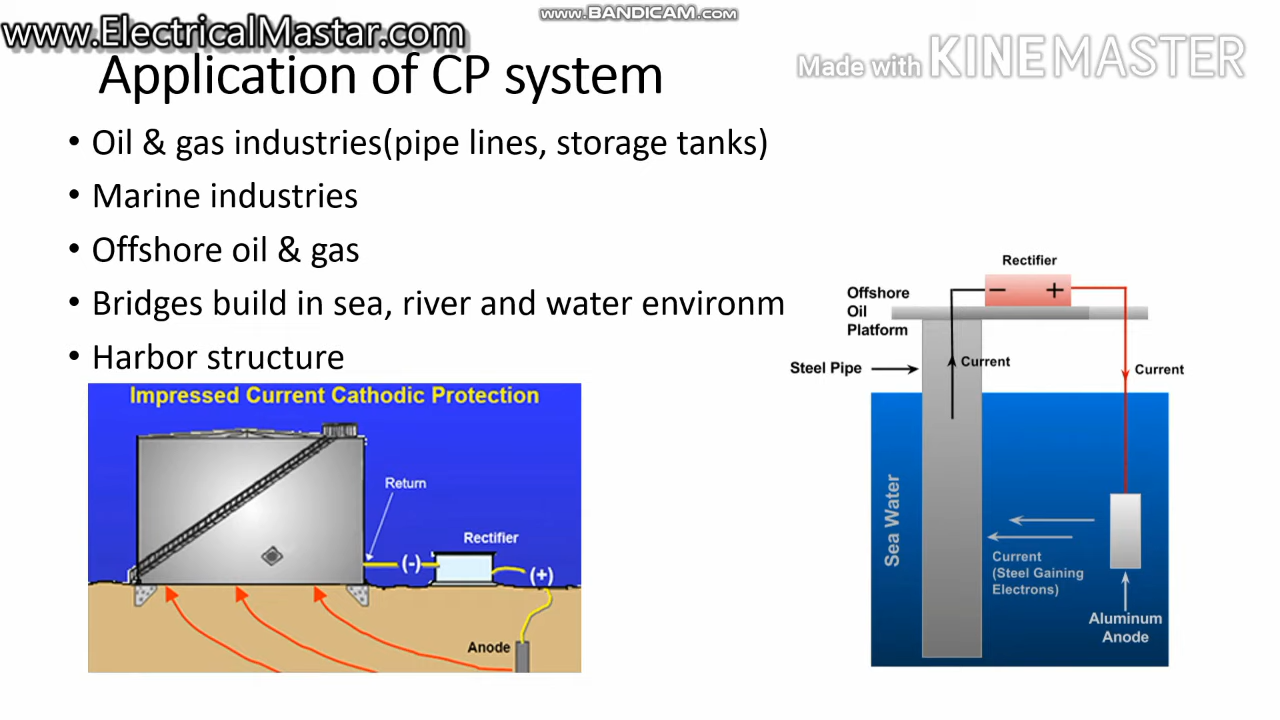 www.BANDICAM.com
www.ElectricalMastar.com
Made with KINEMASTER
Application of CP system
• Oil & gas industries(pipe lines, storage tanks)
• Marine industries
• Offshore oil & gas
• Bridges build in sea, river and water environm
• Harbor structure
Impressed Current Cathodic Protection
Return
Rectifier
(-)
(+)
Anode
Rectifier
− +
Offshore
Oil
Platform
Steel Pipe
Current
Current
Sea Water
Current
(Steel Gaining
Electrons)
Aluminum
Anode